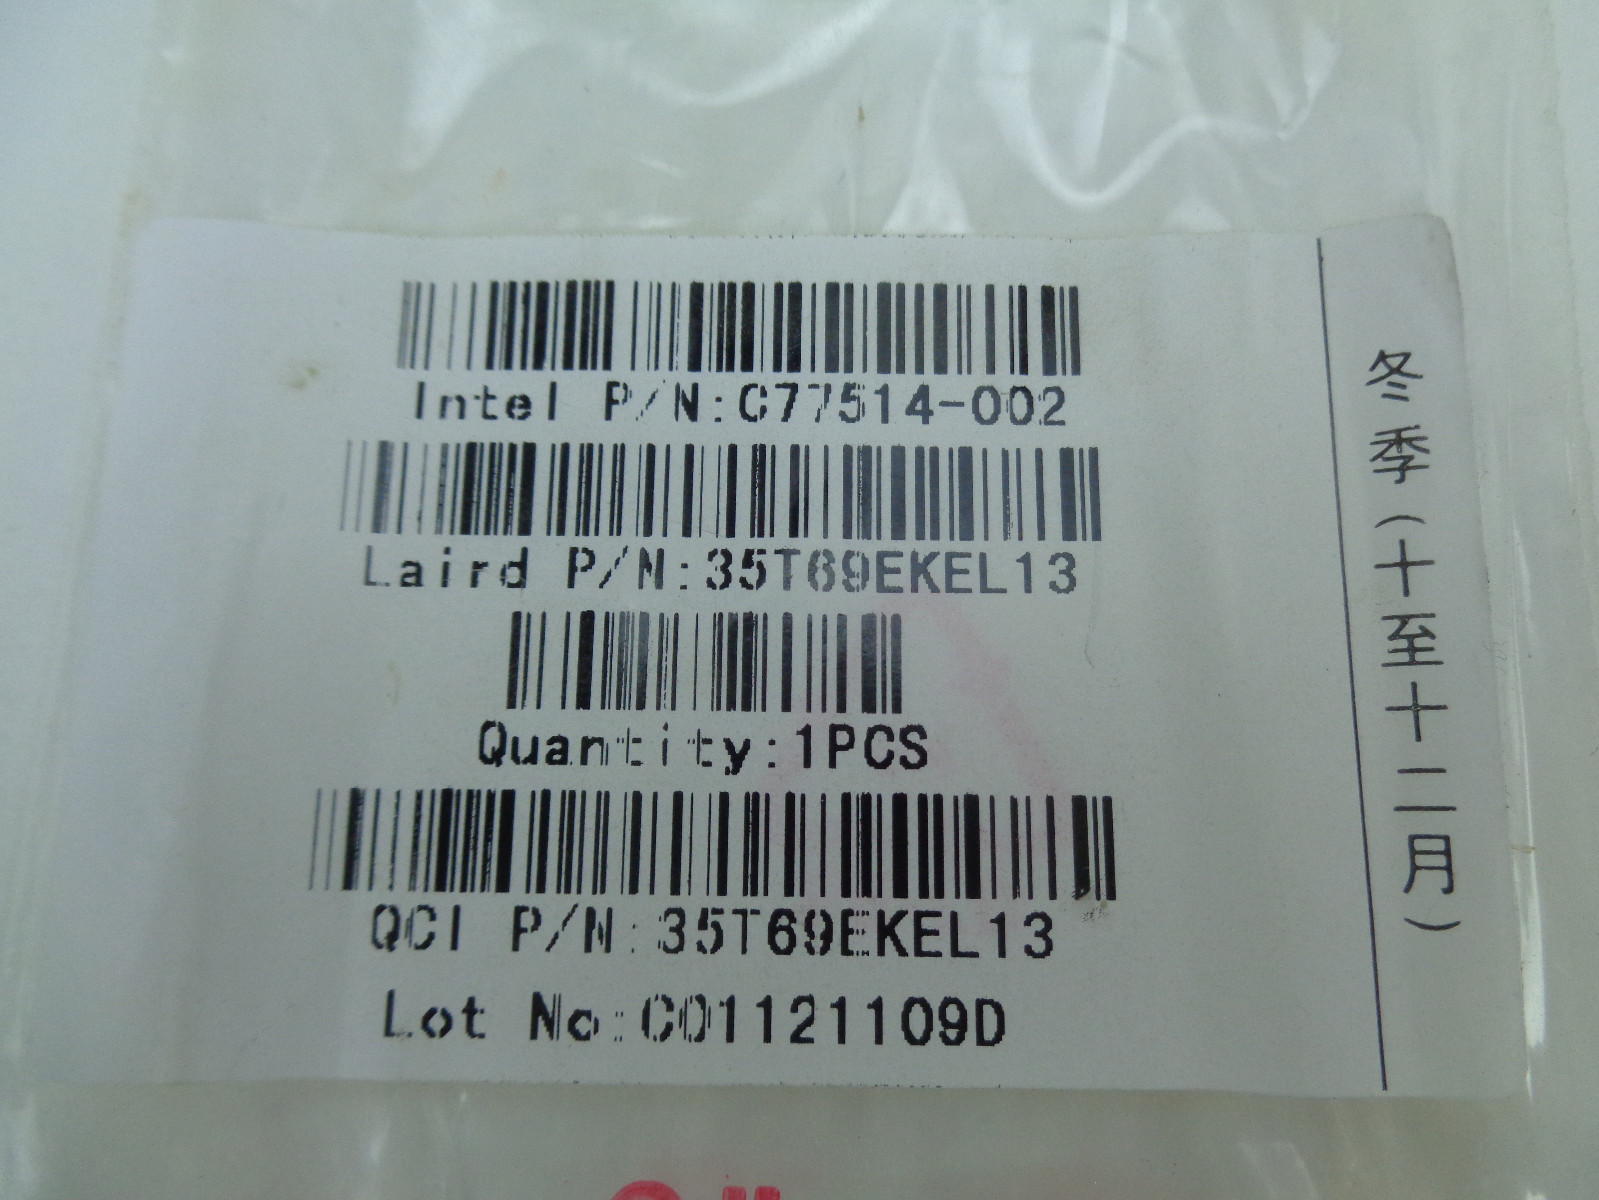 Intel P/N:C77514-002
Laird P/N:35T69EKEL13
Quantity:1PCS
QCI P/N:35T69EKEL13
Lot No:C01121109D
冬季(十至十二月)